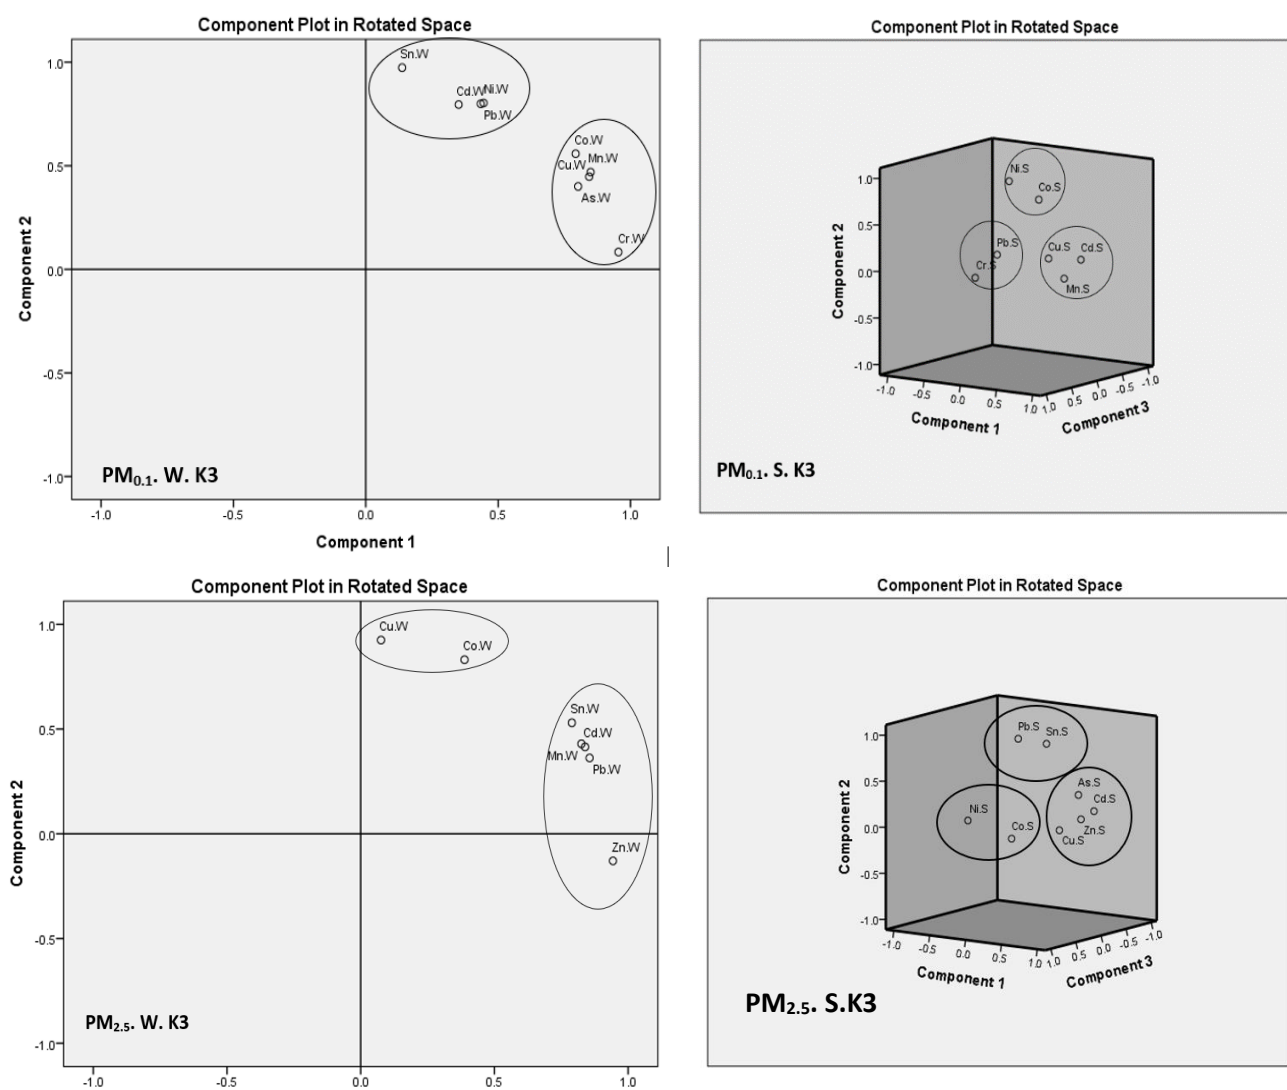 Component Plot in Rotated Space
1.0
0.5
0.0
-0.5
-1.0
-1.0
-0.5
0.0
0.5
1.0
Component 2
Component 1
Sn.W
Cd.W Ni.W
Pb.W
Co.W
Cu.W Mn.W
As.W
Cr.W
PM0.1. W. K3
Component Plot in Rotated Space
1.0
0.5
0.0
-0.5
-1.0
-1.0
-0.5
0.0
0.5
1.0
1.0
0.5
0.0
-0.5
-1.0
Component 2
Component 1
Component 3
Ni.S
Co.S
Pb.S
Cr.S
Cu.S Cd.S
Mn.S
PM0.1. S. K3
Component Plot in Rotated Space
1.0
0.5
0.0
-0.5
-1.0
-1.0
-0.5
0.0
0.5
1.0
Component 2
Cu.W
Co.W
Sn.W
Cd.W
Mn.W
Pb.W
Zn.W
PM2.5. W. K3
Component Plot in Rotated Space
1.0
0.5
0.0
-0.5
-1.0
-1.0
-0.5
0.0
0.5
1.0
1.0
0.5
0.0
-0.5
-1.0
Component 2
Component 1
Component 3
Pb.S Sn.S
As.S
Cd.S
Ni.S
Co.S
Zn.S
Cu.S
PM2.5. S.K3